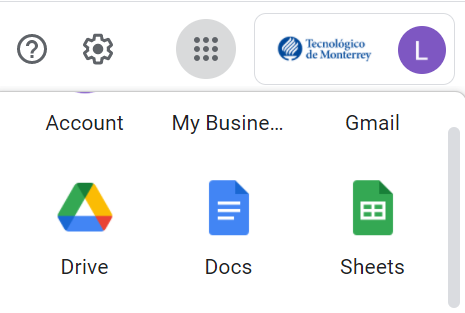 Tecnológico
de Monterrey
L
Account
My Busine...
Gmail
Drive
Docs
Sheets